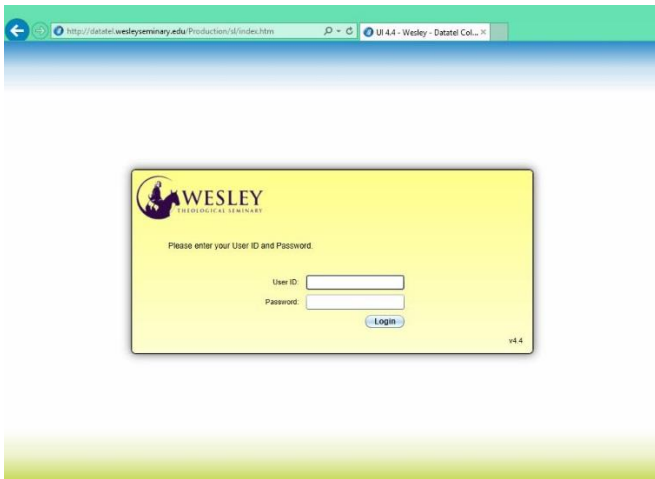 http://datatel.wesleyseminary.edu/Production/sl/index.htm
UI 4.4 - Wesley - Datatel Col...
WESLEY
THEOLOGICAL SEMINARY
Please enter your User ID and Password.
User ID:
Password:
Login
v4.4